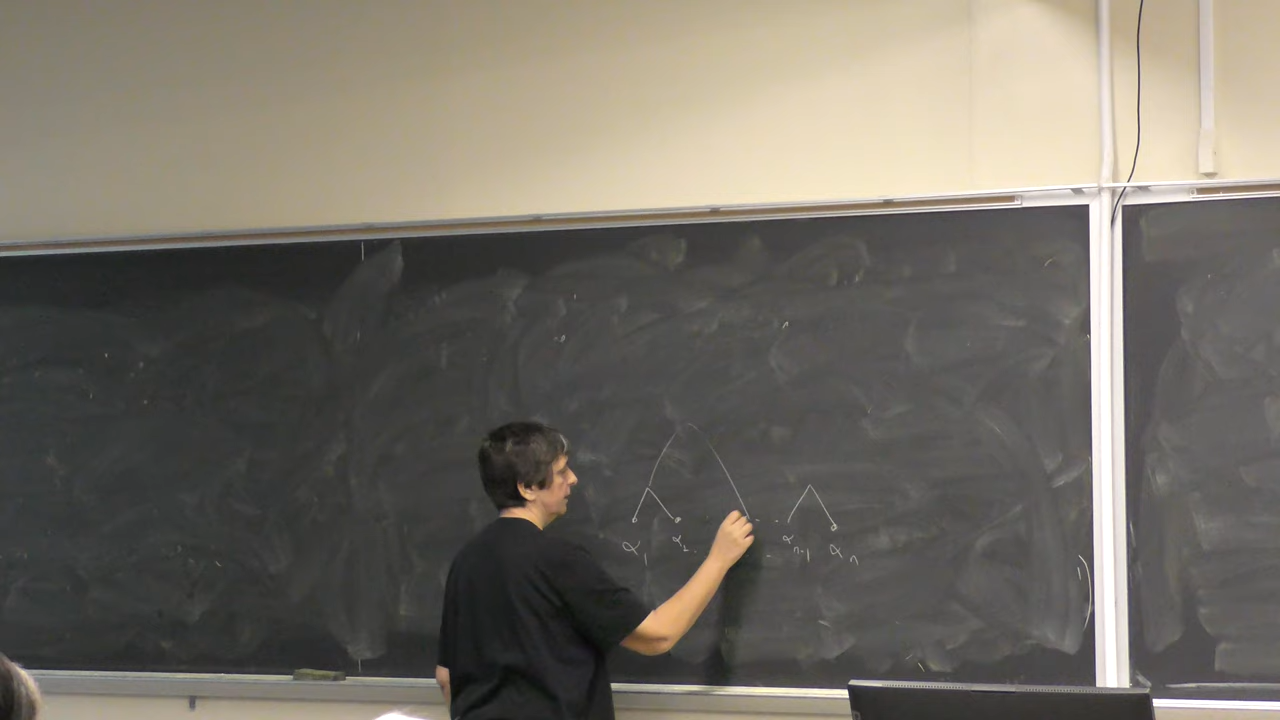 α₁ α₂ . . αₙ₋₁ αₙ